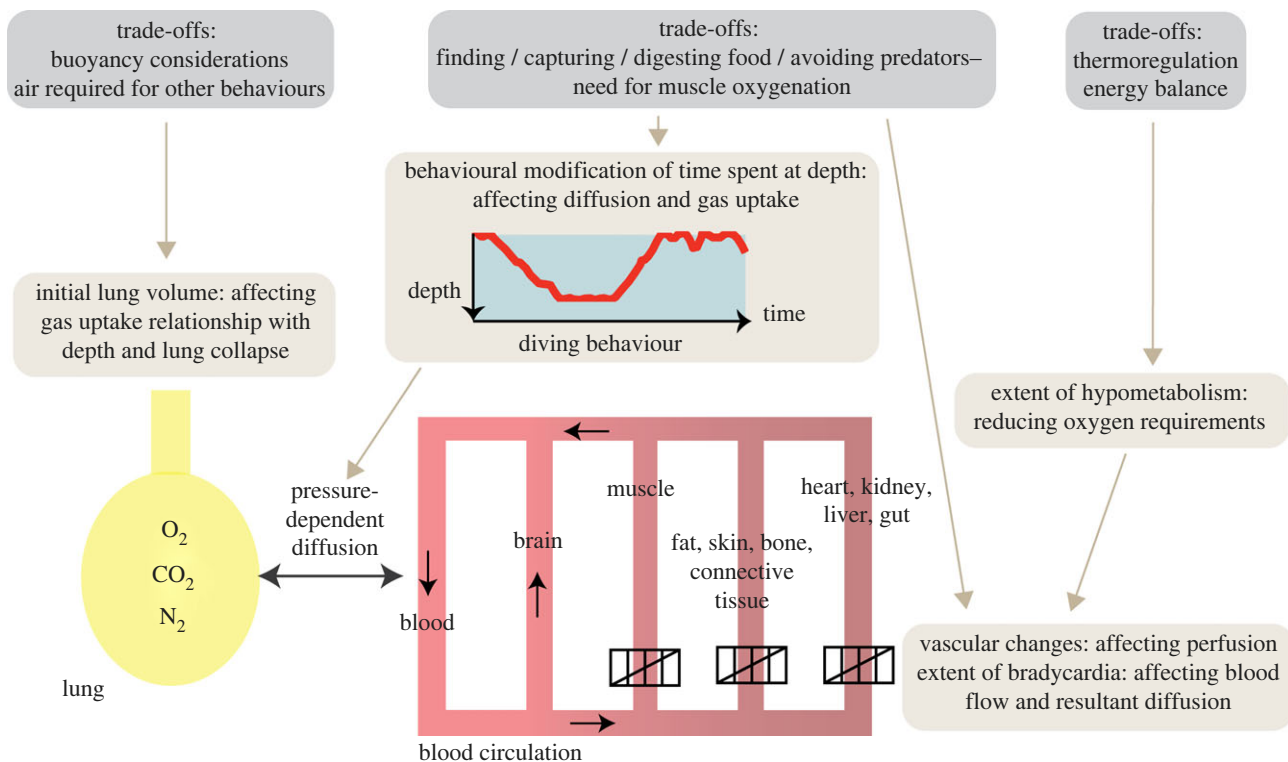 trade-offs:
buoyancy considerations
air required for other behaviours
trade-offs:
finding / capturing / digesting food / avoiding predators–
need for muscle oxygenation
trade-offs:
thermoregulation
energy balance
behavioural modification of time spent at depth:
affecting diffusion and gas uptake
depth
time
diving behaviour
initial lung volume: affecting
gas uptake relationship with
depth and lung collapse
extent of hypometabolism:
reducing oxygen requirements
O2
CO2
N2
lung
pressure-
dependent
diffusion
blood
brain
muscle
fat, skin, bone,
connective
tissue
heart, kidney,
liver, gut
blood circulation
vascular changes: affecting perfusion
extent of bradycardia: affecting blood
flow and resultant diffusion